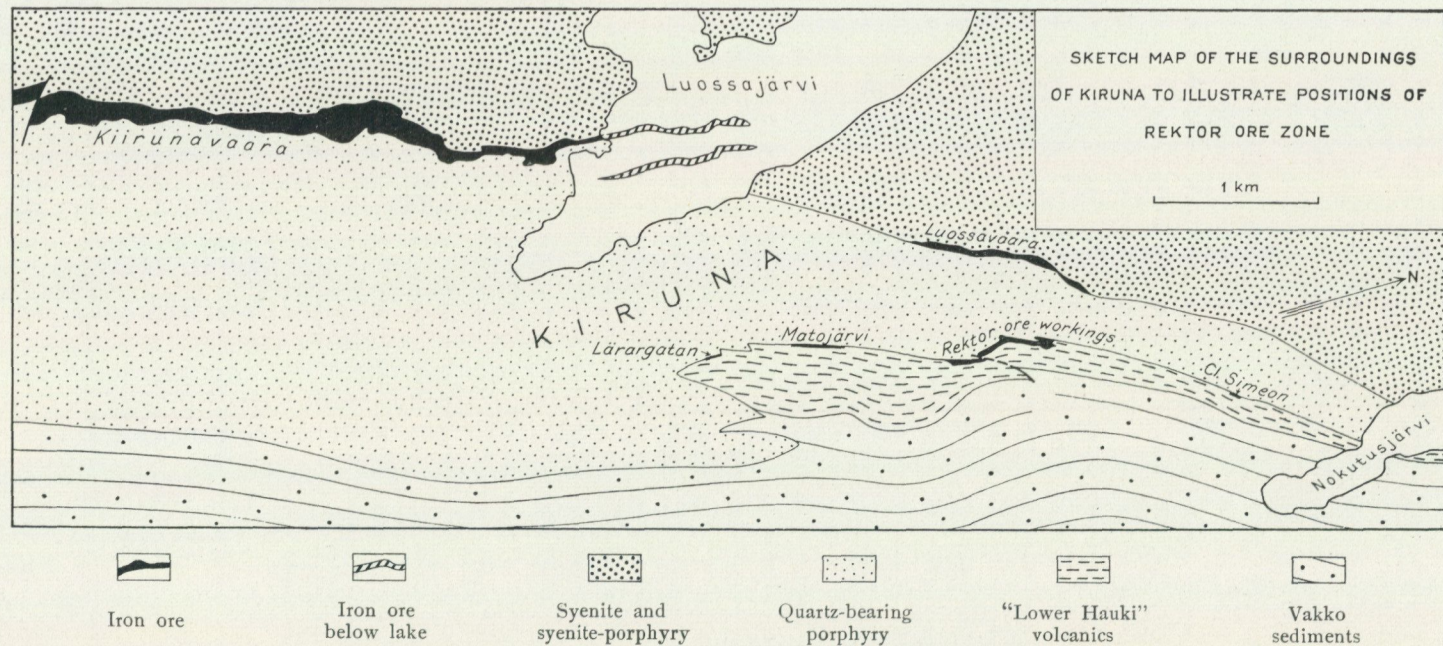 SKETCH MAP OF THE SURROUNDINGS
OF KIRUNA TO ILLUSTRATE POSITIONS OF
REKTOR ORE ZONE
1 km
Luossajärvi
Kiirunavaara
Luossavaara
N
KIRUNA
Lärargatan
Matojärvi
Rektor ore workings
Cl. Simeon
Nokutusjärvi
Iron ore
Iron ore
below lake
Syenite and
syenite-porphyry
Quartz-bearing
porphyry
“Lower Hauki”
volcanics
Vakko
sediments